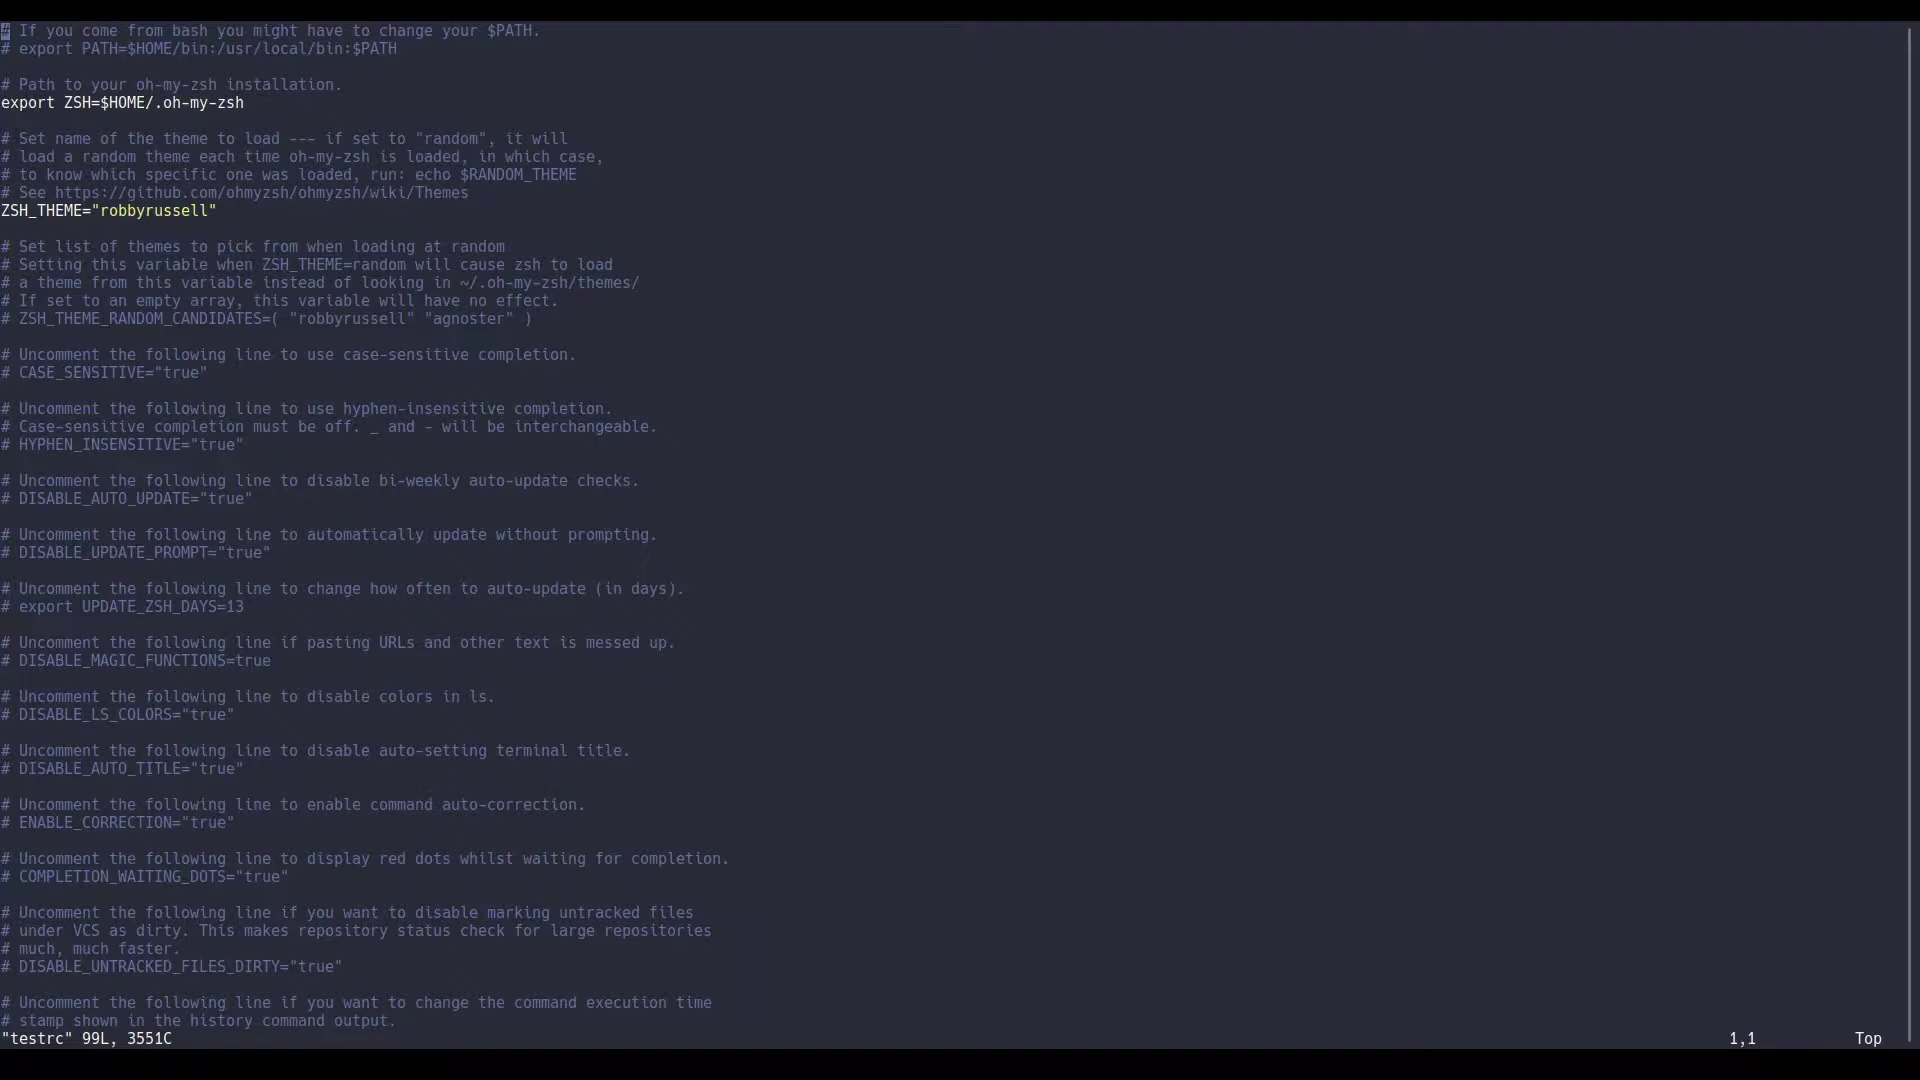 # If you come from bash you might have to change your $PATH.
# export PATH=$HOME/bin:/usr/local/bin:$PATH
# Path to your oh-my-zsh installation.
export ZSH=$HOME/.oh-my-zsh
# Set name of the theme to load --- if set to "random", it will
# load a random theme each time oh-my-zsh is loaded, in which case,
# to know which specific one was loaded, run: echo $RANDOM_THEME
# See https://github.com/ohmyzsh/ohmyzsh/wiki/Themes
ZSH_THEME="robbyrussell"
# Set list of themes to pick from when loading at random
# Setting this variable when ZSH_THEME=random will cause zsh to load
# a theme from this variable instead of looking in ~/.oh-my-zsh/themes/
# If set to an empty array, this variable will have no effect.
# ZSH_THEME_RANDOM_CANDIDATES=( "robbyrussell" "agnoster" )
# Uncomment the following line to use case-sensitive completion.
# CASE_SENSITIVE="true"
# Uncomment the following line to use hyphen-insensitive completion.
# Case-sensitive completion must be off. _ and - will be interchangeable.
# HYPHEN_INSENSITIVE="true"
# Uncomment the following line to disable bi-weekly auto-update checks.
# DISABLE_AUTO_UPDATE="true"
# Uncomment the following line to automatically update without prompting.
# DISABLE_UPDATE_PROMPT="true"
# Uncomment the following line to change how often to auto-update (in days).
# export UPDATE_ZSH_DAYS=13
# Uncomment the following line if pasting URLs and other text is messed up.
# DISABLE_MAGIC_FUNCTIONS=true
# Uncomment the following line to disable colors in ls.
# DISABLE_LS_COLORS="true"
# Uncomment the following line to disable auto-setting terminal title.
# DISABLE_AUTO_TITLE="true"
# Uncomment the following line to enable command auto-correction.
# ENABLE_CORRECTION="true"
# Uncomment the following line to display red dots whilst waiting for completion.
# COMPLETION_WAITING_DOTS="true"
# Uncomment the following line if you want to disable marking untracked files
# under VCS as dirty. This makes repository status check for large repositories
# much, much faster.
# DISABLE_UNTRACKED_FILES_DIRTY="true"
# Uncomment the following line if you want to change the command execution time
# stamp shown in the history command output.
"testrc" 99L, 3551C 1,1 Top